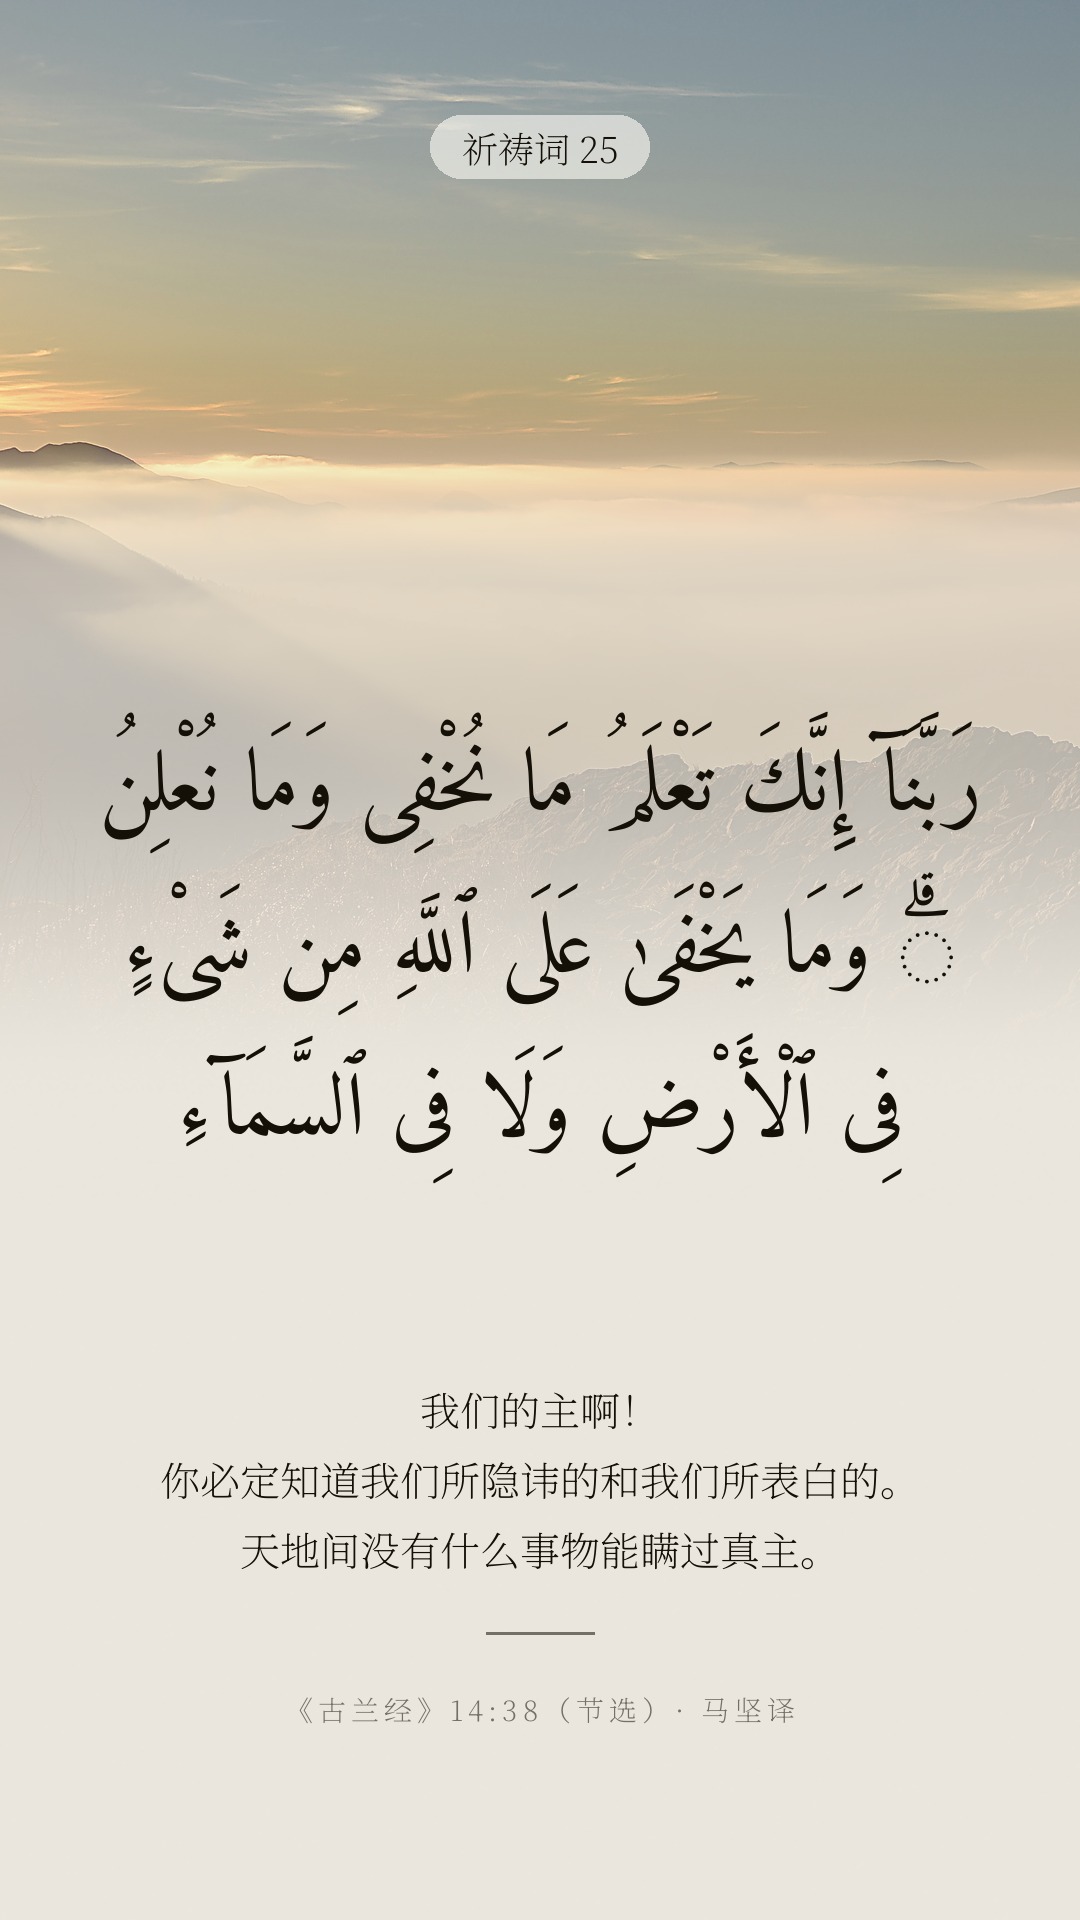 祈祷词 25
رَبَّنَآ إِنَّكَ تَعْلَمُ مَا نُخْفِى وَمَا نُعْلِنُ
ۗ وَمَا يَخْفَىٰ عَلَى ٱللَّهِ مِن شَىْءٍ
فِى ٱلْأَرْضِ وَلَا فِى ٱلسَّمَآءِ
我们的主啊！
你必定知道我们所隐讳的和我们所表白的。
天地间没有什么事物能瞒过真主。
《古兰经》14:38（节选）· 马坚译